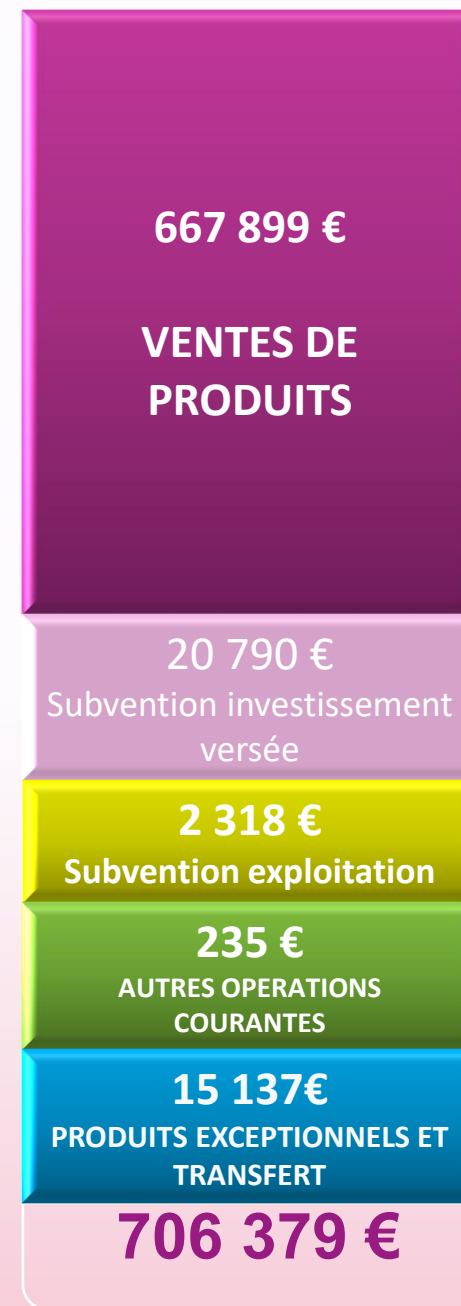 667 899 €
VENTES DE
PRODUITS
20 790 €
Subvention investissement
versée
2 318 €
Subvention exploitation
235 €
AUTRES OPERATIONS
COURANTES
15 137€
PRODUITS EXCEPTIONNELS ET
TRANSFERT
706 379 €